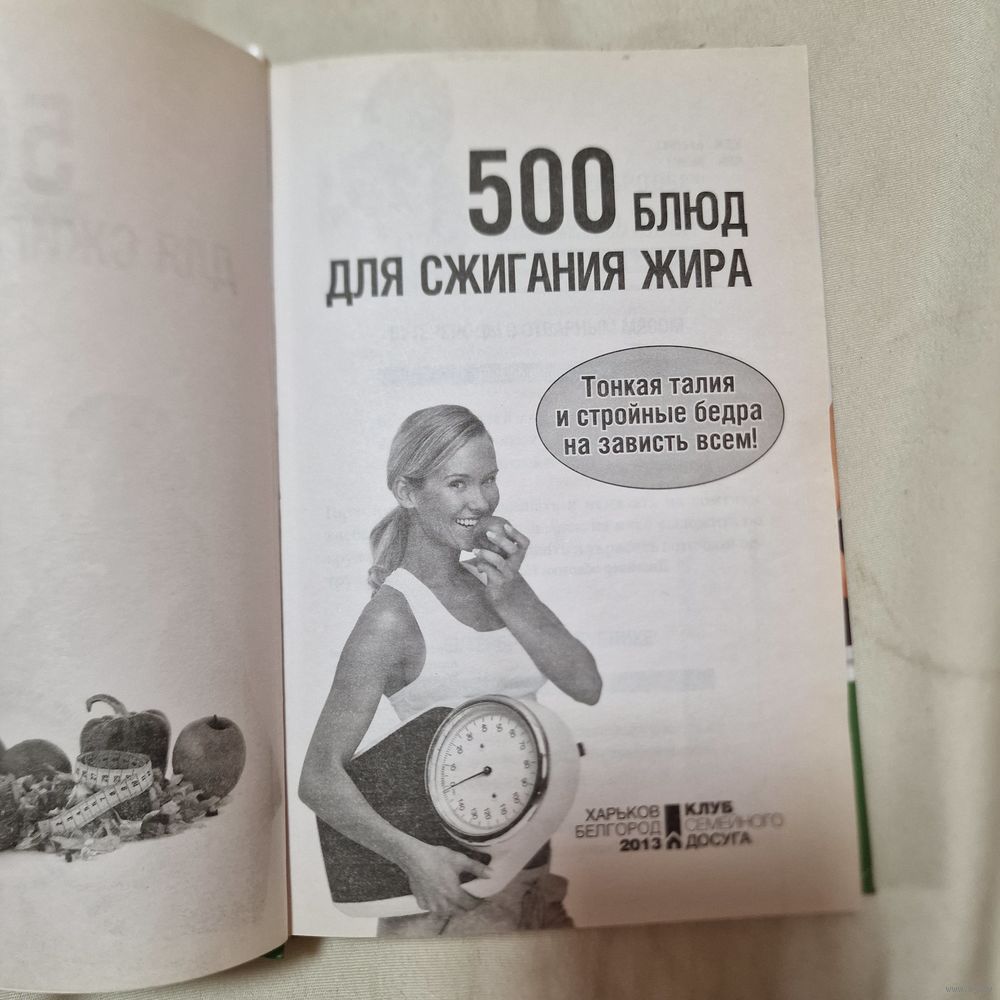 500 БЛЮД
ДЛЯ СЖИГАНИЯ ЖИРА
Тонкая талия
и стройные бедра
на зависть всем!
ХАРЬКОВ
БЕЛГОРОД
2013
КЛУБ
СЕМЕЙНОГО
ДОСУГА